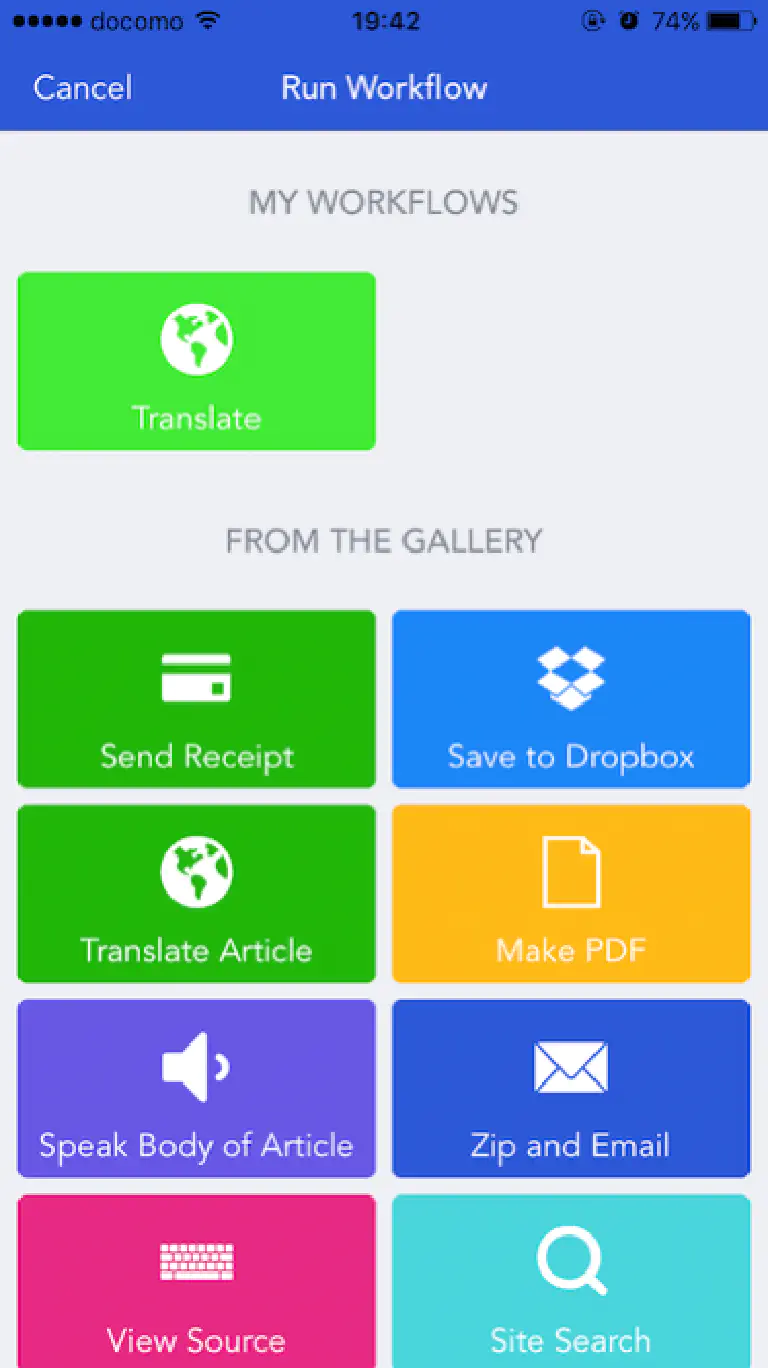 docomo 19:42 74%
Cancel Run Workflow
MY WORKFLOWS
Translate
FROM THE GALLERY
Send Receipt Save to Dropbox
Translate Article Make PDF
Speak Body of Article Zip and Email
View Source Site Search